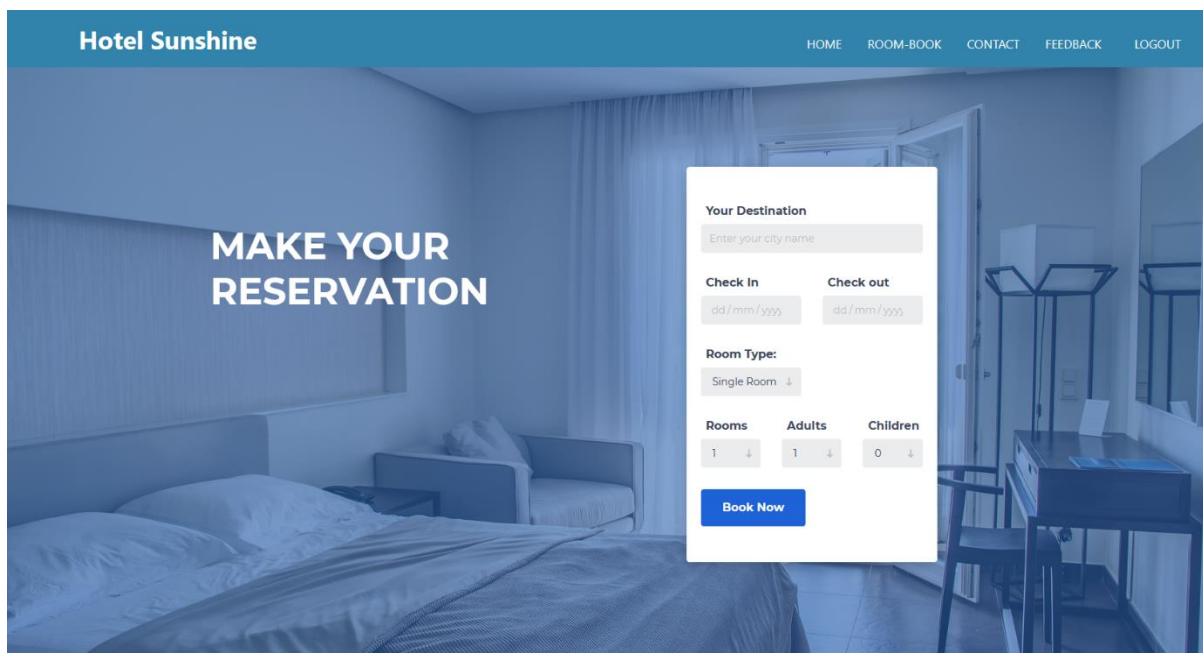 Hotel Sunshine
HOME ROOM-BOOK CONTACT FEEDBACK LOGOUT
MAKE YOUR
RESERVATION
Your Destination
Enter your city name
Check In Check out
dd/mm/yyyy dd/mm/yyyy
Room Type:
Single Room
Rooms Adults Children
1 1 0
Book Now